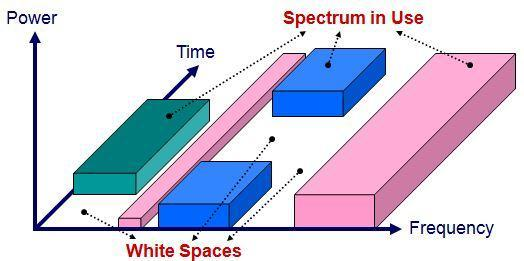 Power
Spectrum in Use
Time
Frequency
White Spaces